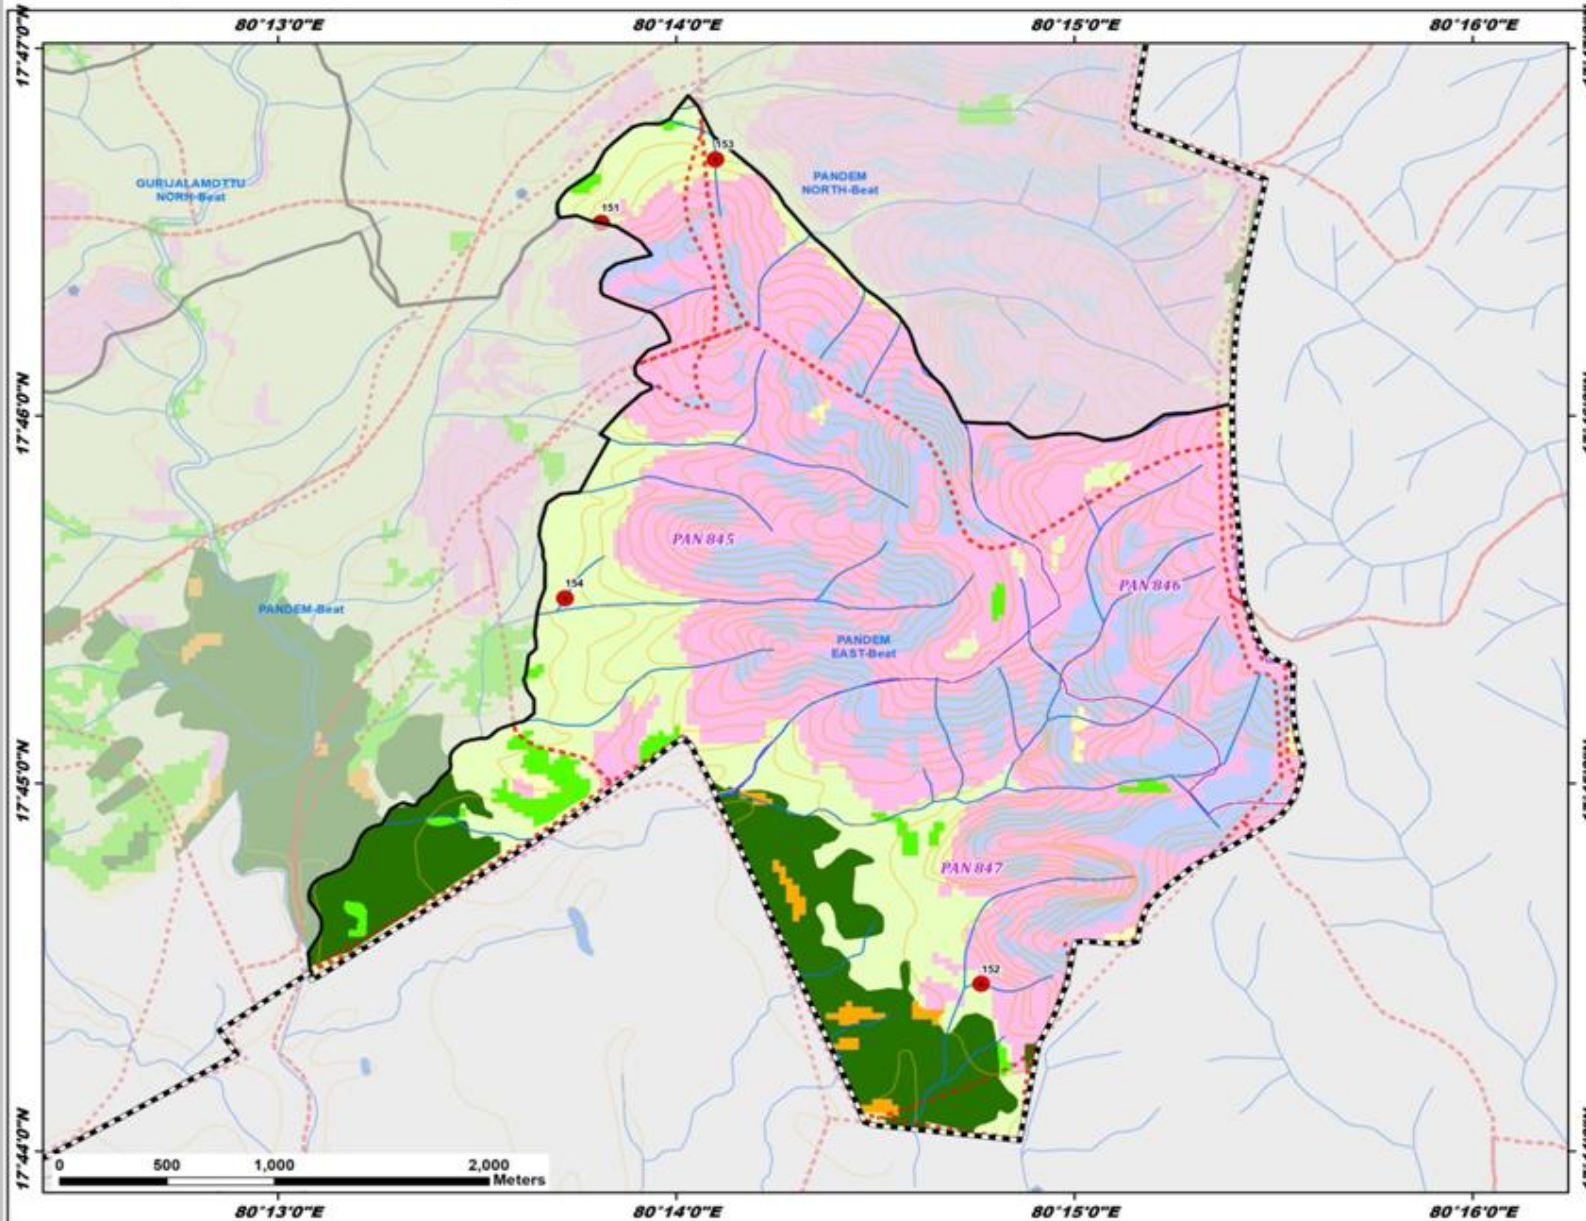 80°13'0"E 80°14'0"E 80°15'0"E 80°16'0"E
17°47'0"N
153
GURIJALAMOTTU
NORH-Beat
PANDEM
NORTH-Beat
151
17°46'0"N
PAN 845
154
PAN 846
PANDEM-Beat
PANDEM
EAST-Beat
17°45'0"N
PAN 847
152
17°44'0"N
0 500 1,000 2,000
Meters
80°13'0"E 80°14'0"E 80°15'0"E 80°16'0"E